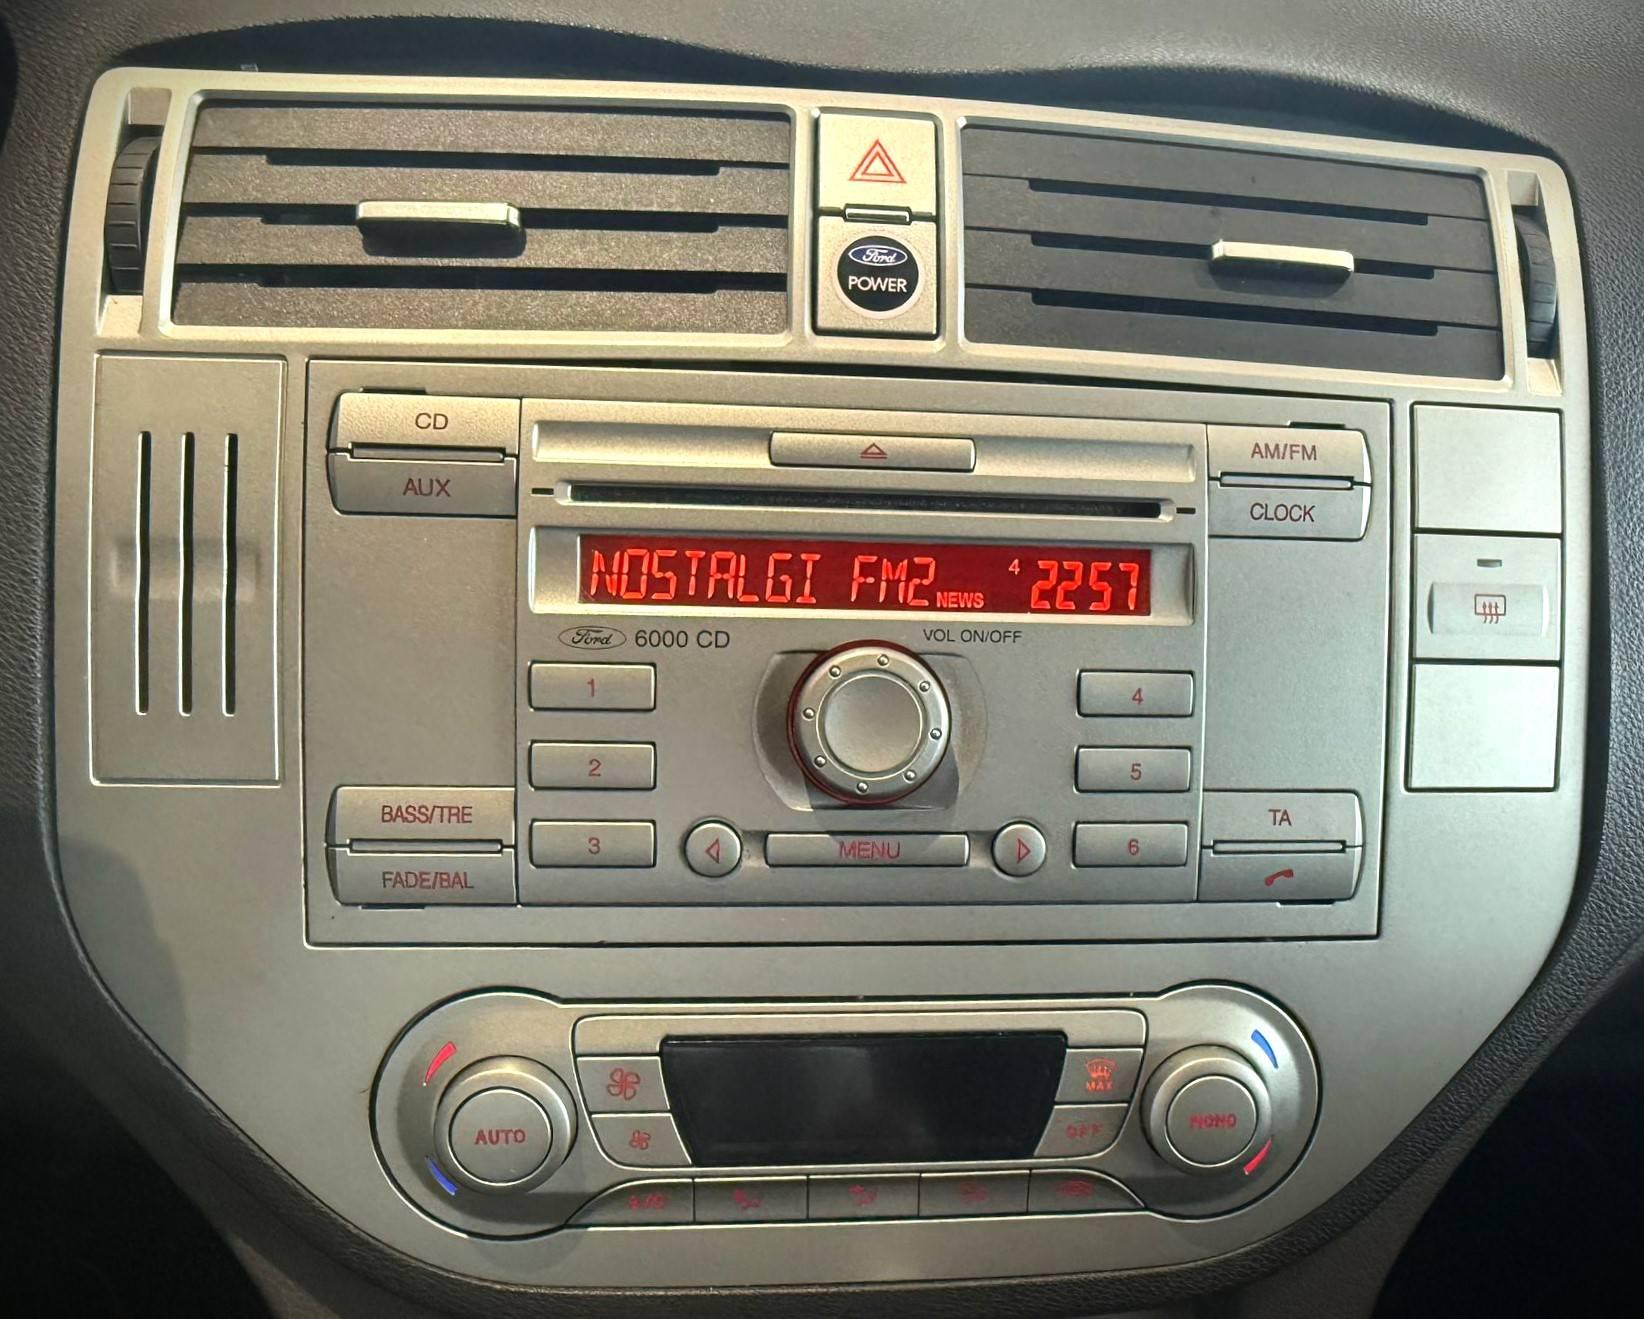 Ford
POWER
CD
AUX
AM/FM
CLOCK
NOSTALGI FM2 NEWS 4 2257
Ford 6000 CD
VOL ON/OFF
1
2
3
4
5
6
MENU
BASS/TRE
FADE/BAL
TA
AUTO
MAX
OFF
MONO
A/C